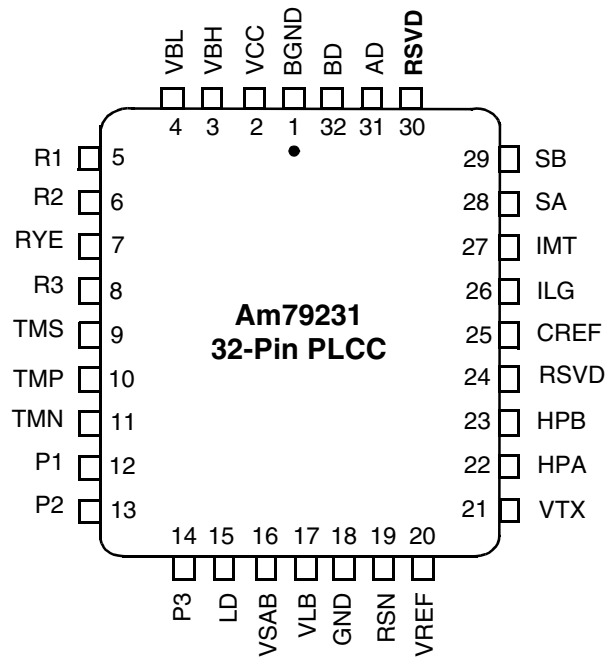 VBL VBH VCC BGND BD AD RSVD
4 3 2 1 32 31 30
R1 5 29 SB
R2 6 28 SA
RYE 7 27 IMT
R3 8 26 ILG
TMS 9 25 CREF
TMP 10 24 RSVD
TMN 11 23 HPB
P1 12 22 HPA
P2 13 21 VTX
Am79231
32-Pin PLCC
14 15 16 17 18 19 20
P3 LD VSAB VLB GND RSN VREF